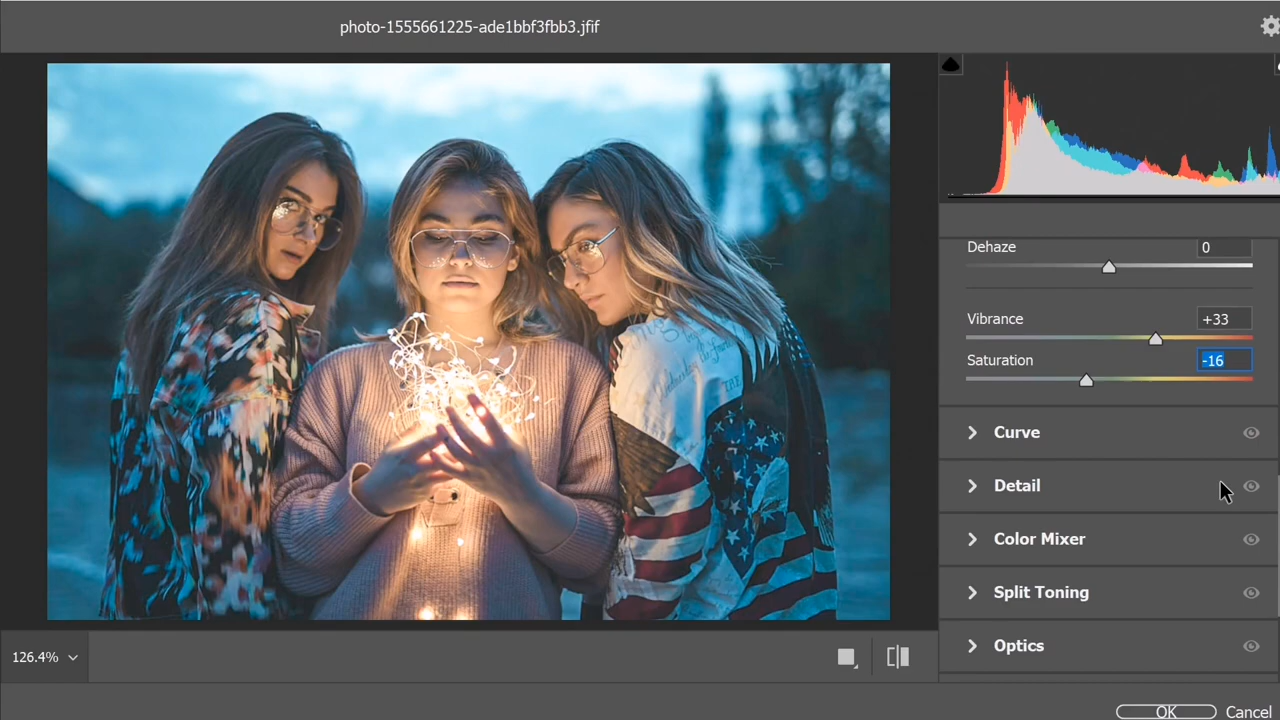 photo-1555661225-ade1bbf3fbb3.jfif
Dehaze 0
Vibrance +33
Saturation -16
Curve
Detail
Color Mixer
Split Toning
Optics
126.4%
OK Cancel